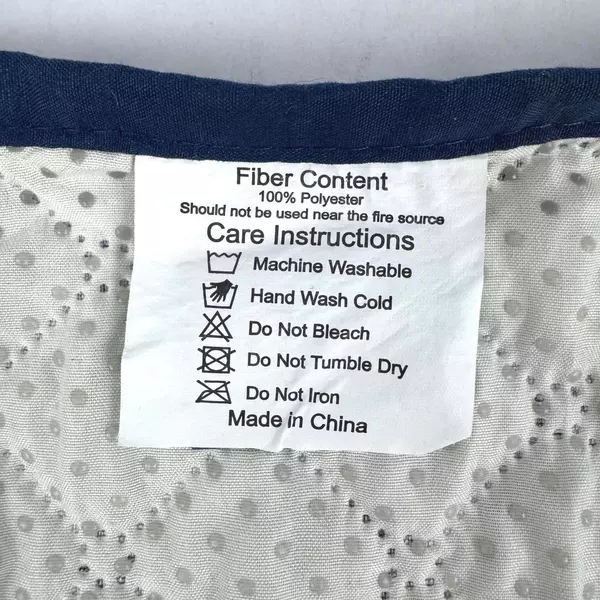 Fiber Content
100% Polyester
Should not be used near the fire source
Care Instructions
Machine Washable
Hand Wash Cold
Do Not Bleach
Do Not Tumble Dry
Do Not Iron
Made in China